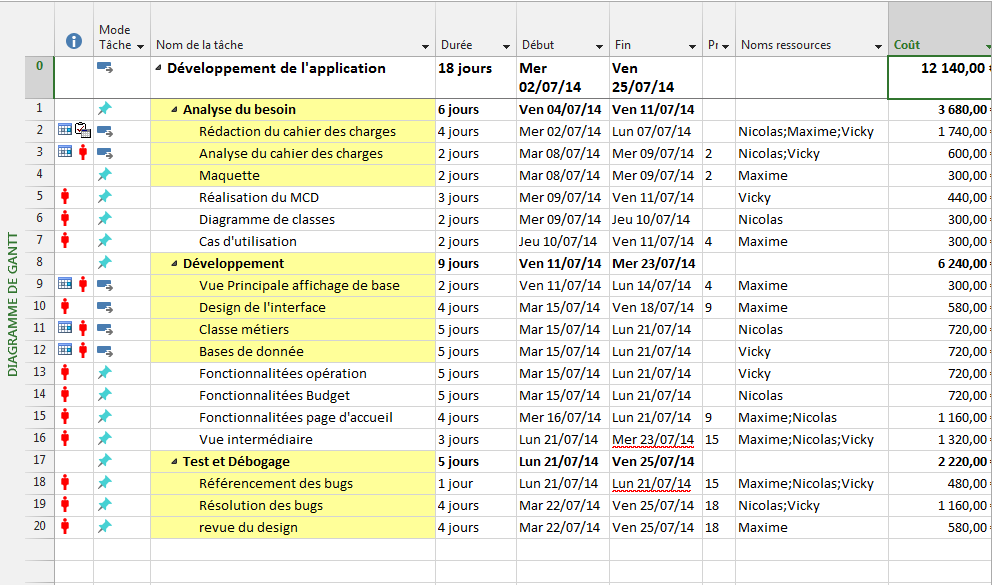 Mode
Tâche Nom de la tâche Durée Début Fin Pr Noms ressources Coût
0 Développement de l'application 18 jours Mer 02/07/14 Ven 25/07/14 12 140,00 €
1 Analyse du besoin 6 jours Ven 04/07/14 Ven 11/07/14 3 680,00 €
2 Rédaction du cahier des charges 4 jours Mer 02/07/14 Lun 07/07/14 Nicolas;Maxime;Vicky 1 740,00 €
3 Analyse du cahier des charges 2 jours Mar 08/07/14 Mer 09/07/14 2 Nicolas;Vicky 600,00 €
4 Maquette 2 jours Mar 08/07/14 Mer 09/07/14 2 Maxime 300,00 €
5 Réalisation du MCD 3 jours Mer 09/07/14 Ven 11/07/14 Vicky 440,00 €
6 Diagramme de classes 2 jours Mer 09/07/14 Jeu 10/07/14 Nicolas 300,00 €
7 Cas d'utilisation 2 jours Jeu 10/07/14 Ven 11/07/14 4 Maxime 300,00 €
8 Développement 9 jours Ven 11/07/14 Mer 23/07/14 6 240,00 €
9 Vue Principale affichage de base 2 jours Ven 11/07/14 Lun 14/07/14 4 Maxime 300,00 €
10 Design de l'interface 4 jours Mar 15/07/14 Ven 18/07/14 9 Maxime 580,00 €
11 Classe métiers 5 jours Mar 15/07/14 Lun 21/07/14 Nicolas 720,00 €
12 Bases de donnée 5 jours Mar 15/07/14 Lun 21/07/14 Vicky 720,00 €
13 Fonctionnalitées opération 5 jours Mar 15/07/14 Lun 21/07/14 Vicky 720,00 €
14 Fonctionnalitées Budget 5 jours Mar 15/07/14 Lun 21/07/14 Nicolas 720,00 €
15 Fonctionnalitées page d'accueil 4 jours Mer 16/07/14 Lun 21/07/14 9 Maxime;Nicolas 1 160,00 €
16 Vue intermédiaire 3 jours Lun 21/07/14 Mer 23/07/14 15 Maxime;Nicolas;Vicky 1 320,00 €
17 Test et Débogage 5 jours Lun 21/07/14 Ven 25/07/14 2 220,00 €
18 Référencement des bugs 1 jour Lun 21/07/14 Lun 21/07/14 15 Maxime;Nicolas;Vicky 480,00 €
19 Résolution des bugs 4 jours Mar 22/07/14 Ven 25/07/14 18 Nicolas;Vicky 1 160,00 €
20 revue du design 4 jours Mar 22/07/14 Ven 25/07/14 18 Maxime 580,00 €
DIAGRAMME DE GANTT